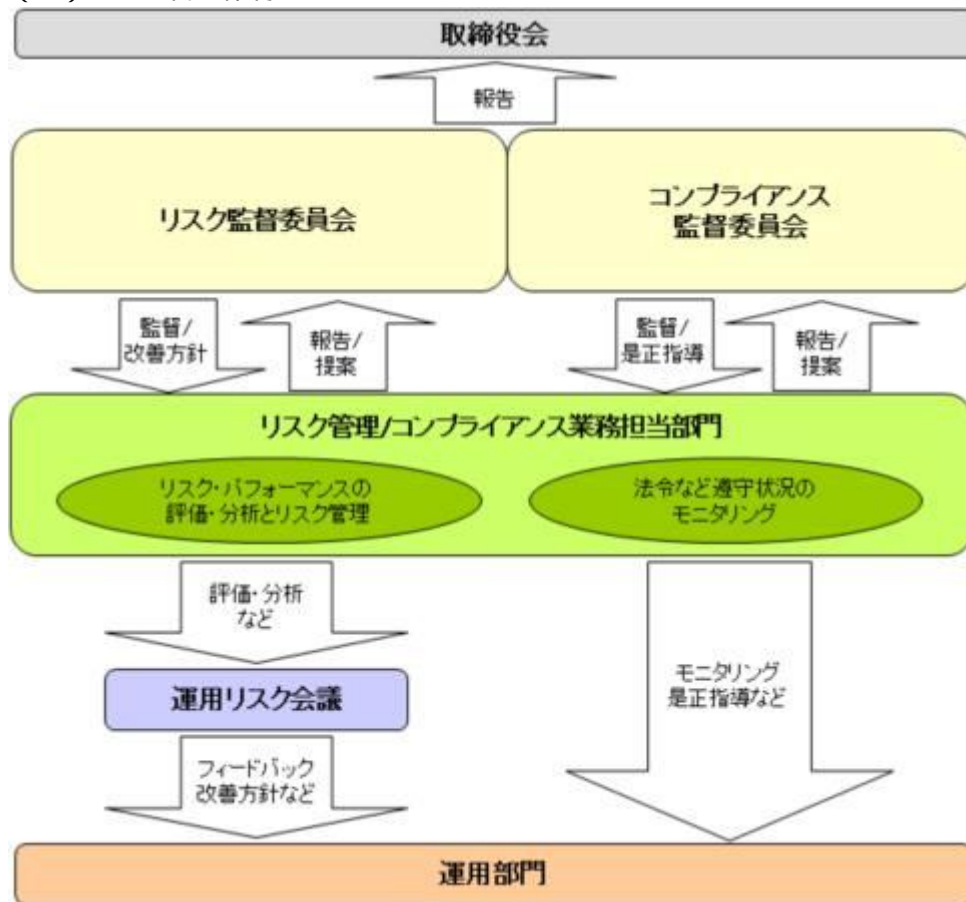 取締役会
報告
リスク監督委員会
コンプライアンス
監督委員会
監督/
改善方針
報告/
提案
監督/
是正指導
報告/
提案
リスク管理/コンプライアンス業務担当部門
リスク・パフォーマンスの
評価・分析とリスク管理
法令など遵守状況の
モニタリング
評価・分析
など
運用リスク会議
モニタリング
是正指導など
フィードバック
改善方針など
運用部門